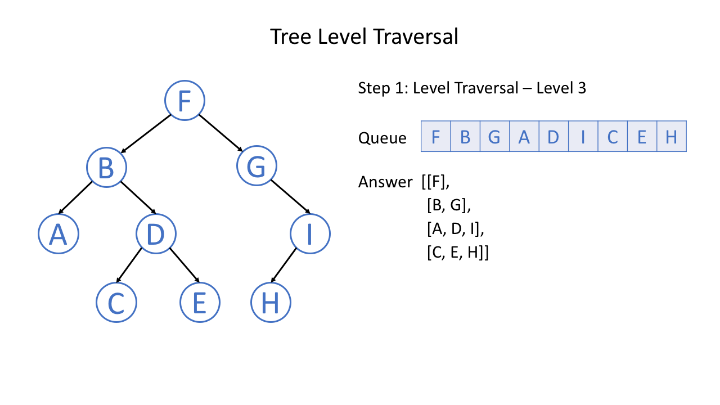 Tree Level Traversal
Step 1: Level Traversal – Level 3
Queue F B G A D I C E H
Answer [[F],
[B, G],
[A, D, I],
[C, E, H]]
F
B G
A D I
C E H